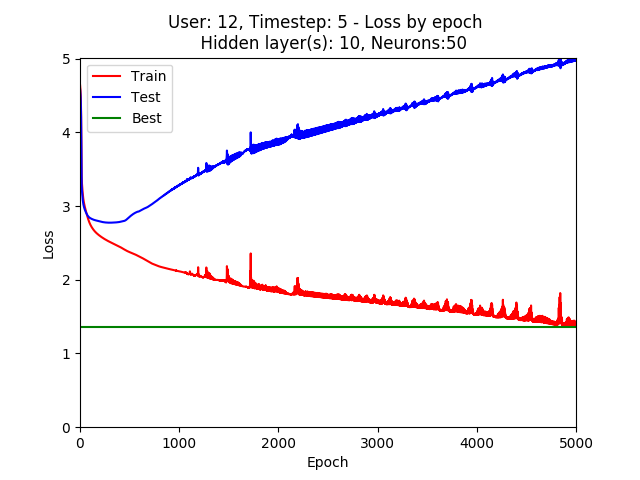 User: 12, Timestep: 5 - Loss by epoch
Hidden layer(s): 10, Neurons:50
Train
Test
Best
Loss
5
4
3
2
1
0
0 1000 2000 3000 4000 5000
Epoch